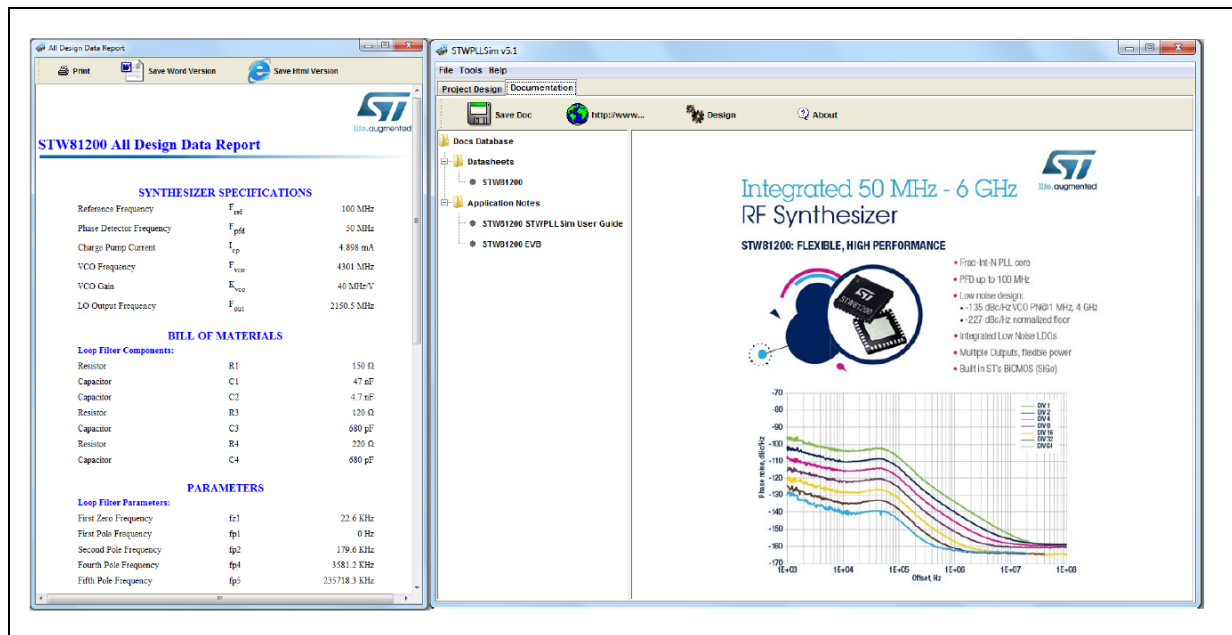 All Design Data Report
Print Save Word Version Save Html Version
life.augmented
STW81200 All Design Data Report
SYNTHESIZER SPECIFICATIONS
Reference Frequency Fref 100 MHz
Phase Detector Frequency Fpfd 50 MHz
Charge Pump Current Icp 4.898 mA
VCO Frequency Fvco 4301 MHz
VCO Gain Kvco 40 MHz/V
LO Output Frequency Fout 2150.5 MHz
BILL OF MATERIALS
Loop Filter Components:
Resistor R1 150 Ω
Capacitor C1 47 nF
Capacitor C2 4.7 nF
Resistor R3 120 Ω
Capacitor C3 680 pF
Resistor R4 220 Ω
Capacitor C4 680 pF
PARAMETERS
Loop Filter Parameters:
First Zero Frequency fz1 22.6 KHz
First Pole Frequency fp1 0 Hz
Second Pole Frequency fp2 179.6 KHz
Fourth Pole Frequency fp4 3581.2 KHz
Fifth Pole Frequency fp5 235718.3 KHz
STWPLLSim v5.1
File Tools Help
Project Design Documentation
Save Doc http://www... Design About
Docs Database
Datasheets
STW81200
Application Notes
STW81200 STWPLLSim User Guide
STW81200 EVB
life.augmented
Integrated 50 MHz - 6 GHz
RF Synthesizer
STW81200: FLEXIBLE, HIGH PERFORMANCE
• Frac-Int-N PLL core
• PFD up to 100 MHz
• Low noise design:
• -135 dBc/Hz VCO PN@1 MHz, 4 GHz
• -227 dBc/Hz normalized floor
• Integrated Low Noise LDOs
• Multiple Outputs, flexible power
• Built in ST's BiCMOS (SiGe)
STW81200
-70
-80
-90
-100
-110
-120
-130
-140
-150
-160
-170
Phase noise, dBc/Hz
DIV 1
DIV 2
DIV 4
DIV 8
DIV 16
DIV 32
DIV 64
1E+03 1E+04 1E+05 1E+06 1E+07 1E+08
Offset, Hz